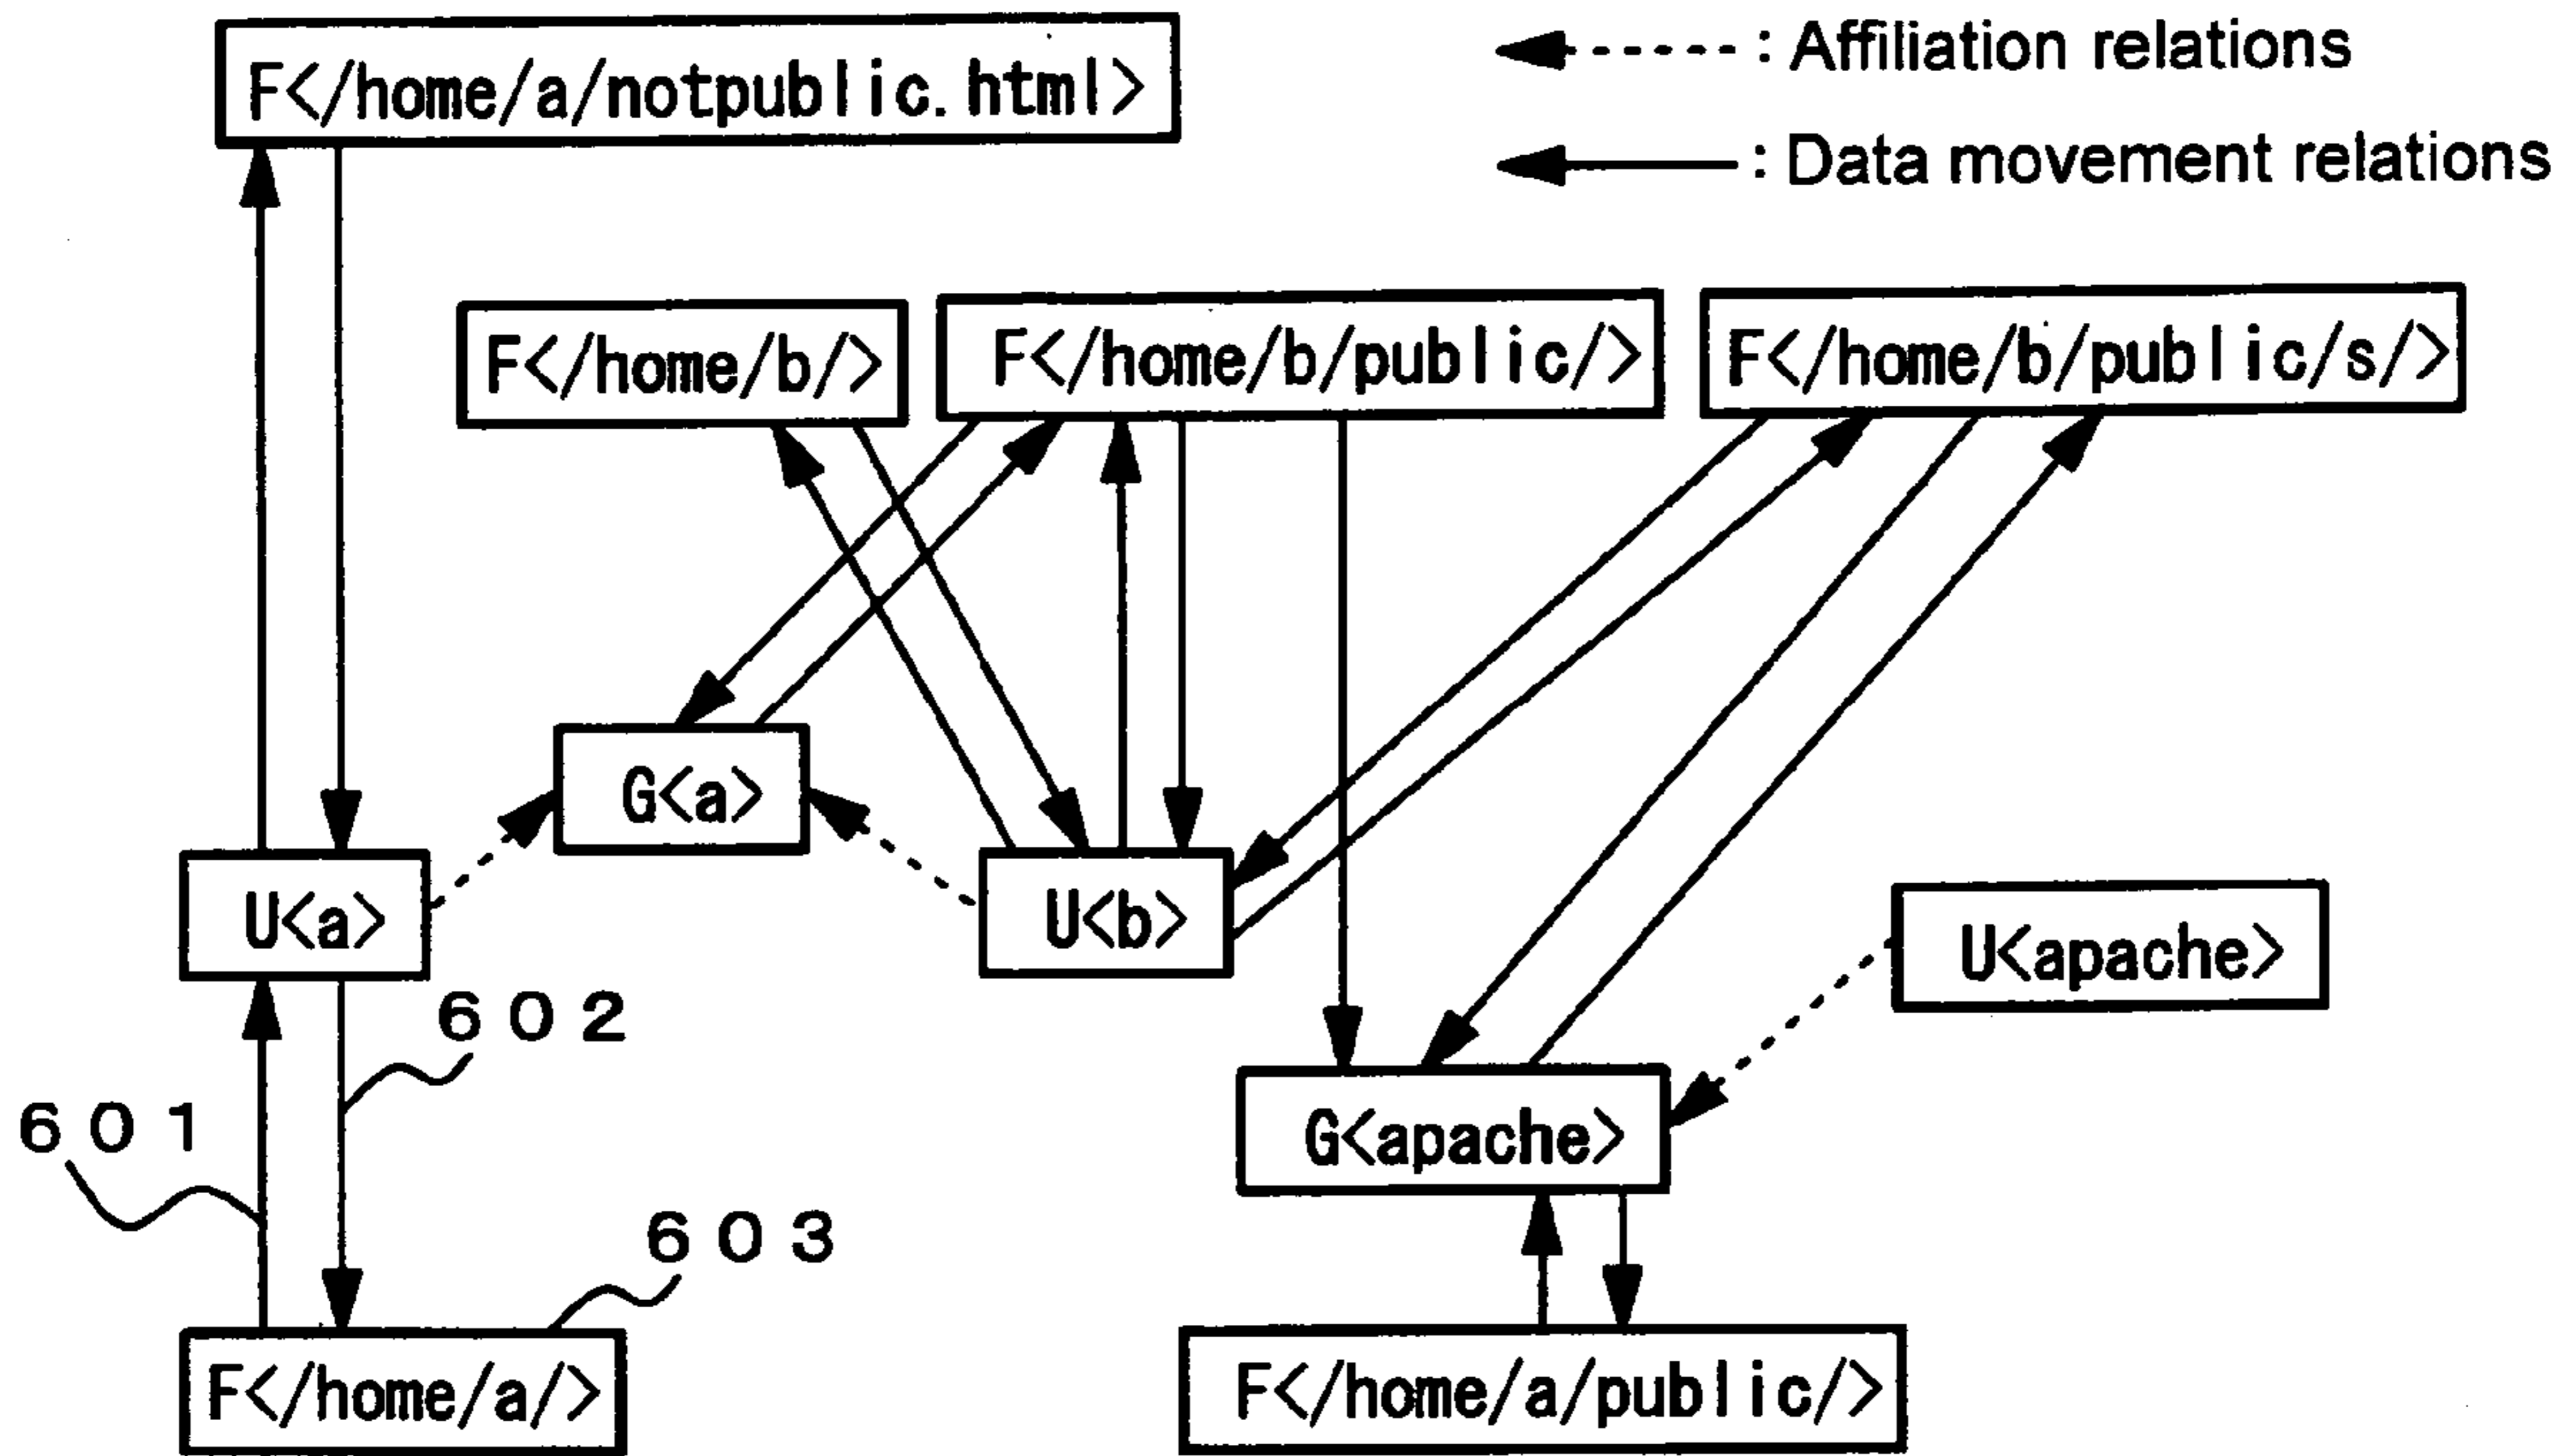 F</home/a/notpublic.html>
: Affiliation relations
: Data movement relations
F</home/b/>
F</home/b/public/>
F</home/b/public/s/>
G<a>
U<a>
U<b>
U<apache>
602
601
G<apache>
603
F</home/a/>
F</home/a/public/>